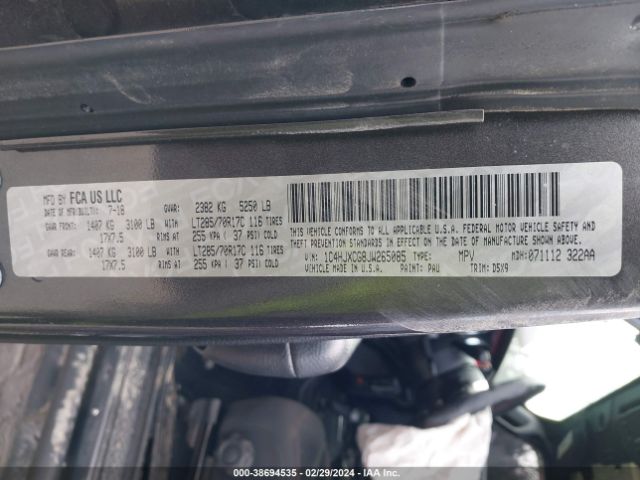 MFD BY FCA US LLC
DATE OF MFR(BUILT): 7-18 GVWR: 2382 KG 5250 LB
GAWR FRONT: 1407 KG 3100 LB WITH LT285/70R17C 116 TIRES
17X7.5 RIMS AT 255 KPA ( 37 PSI) COLD
GAWR REAR: 1407 KG 3100 LB WITH LT285/70R17C 116 TIRES
17X7.5 RIMS AT 255 KPA ( 37 PSI) COLD
THIS VEHICLE CONFORMS TO ALL APPLICABLE U.S.A. FEDERAL MOTOR VEHICLE SAFETY AND
THEFT PREVENTION STANDARDS IN EFFECT ON THE DATE OF MANUFACTURE SHOWN ABOVE.
VIN: 1C4HJXCG8JW265085 TYPE: MPV MDH: 071112 322AA
VEHICLE MADE IN U.S.A. PAINT: PAU TRIM: D5X9
000-38694535 - 02/29/2024 - IAA Inc.